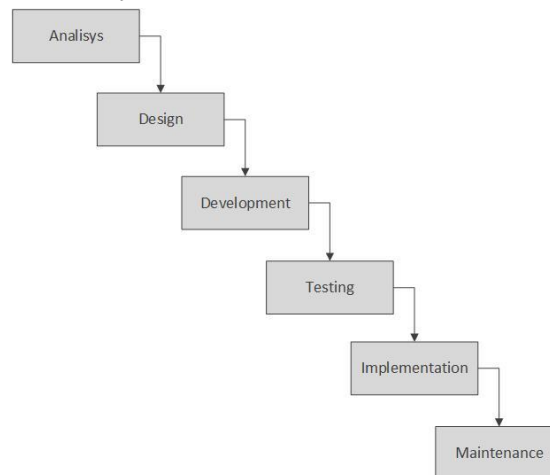 Analisys
Design
Development
Testing
Implementation
Maintenance